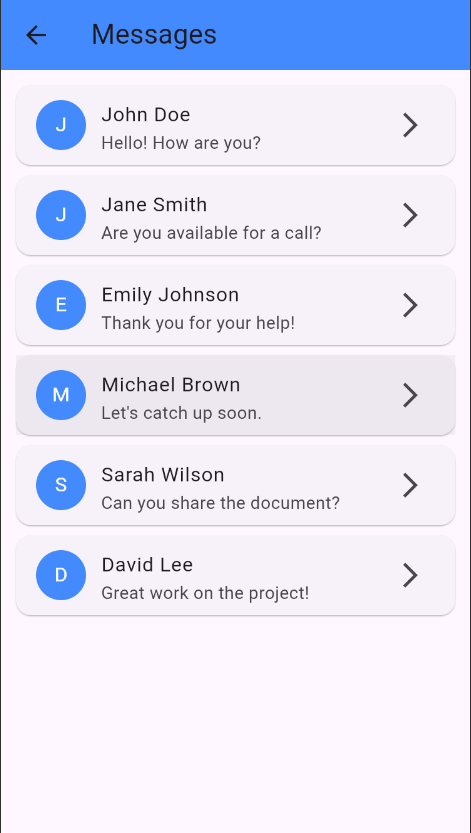 Messages
J
John Doe
Hello! How are you?
J
Jane Smith
Are you available for a call?
E
Emily Johnson
Thank you for your help!
M
Michael Brown
Let's catch up soon.
S
Sarah Wilson
Can you share the document?
D
David Lee
Great work on the project!